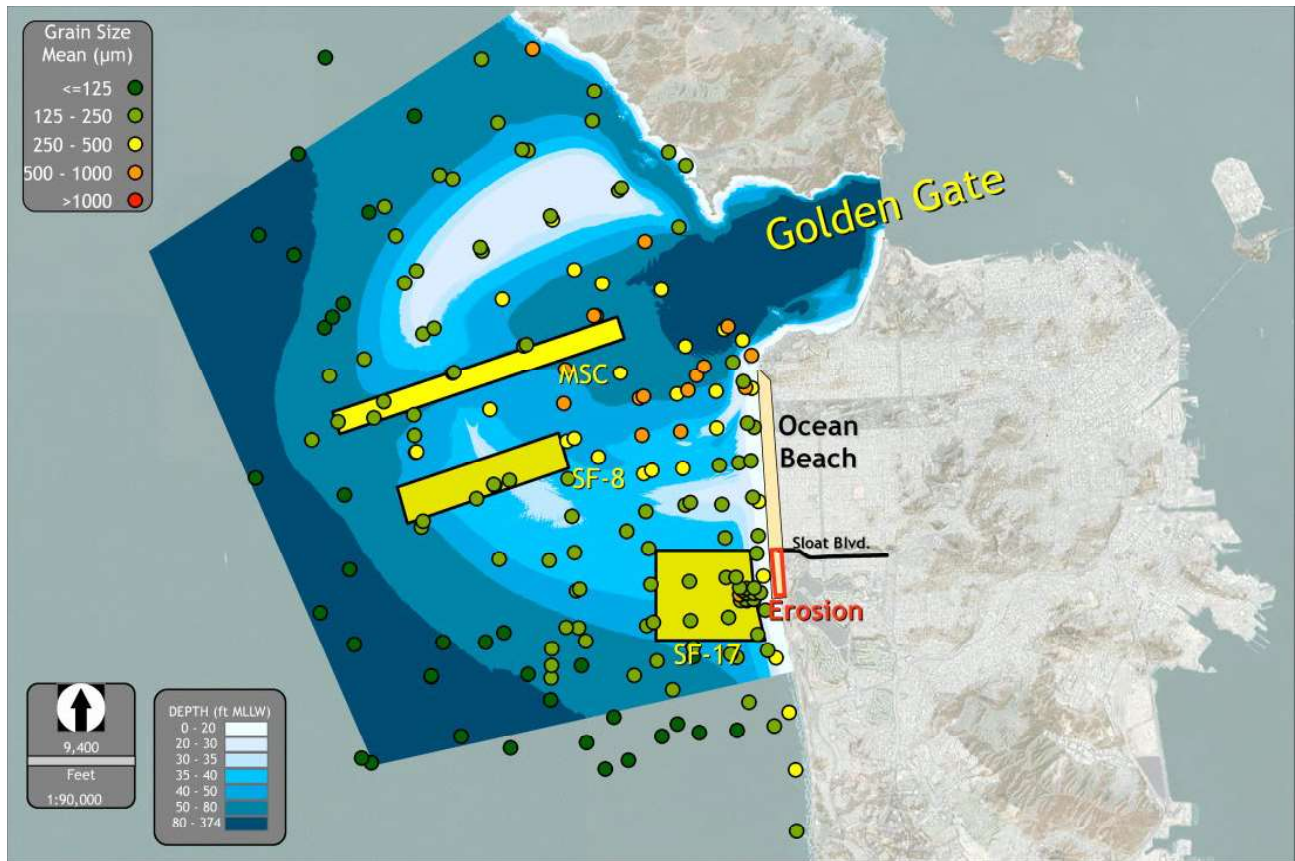 Grain Size
Mean (µm)
<=125
125 - 250
250 - 500
500 - 1000
>1000
Golden Gate
MSC
Ocean
Beach
SF-8
Sloat Blvd.
Erosion
SF-17
9,400
Feet
1:90,000
DEPTH (ft MLLW)
0 - 20
20 - 30
30 - 35
35 - 40
40 - 50
50 - 80
80 - 374